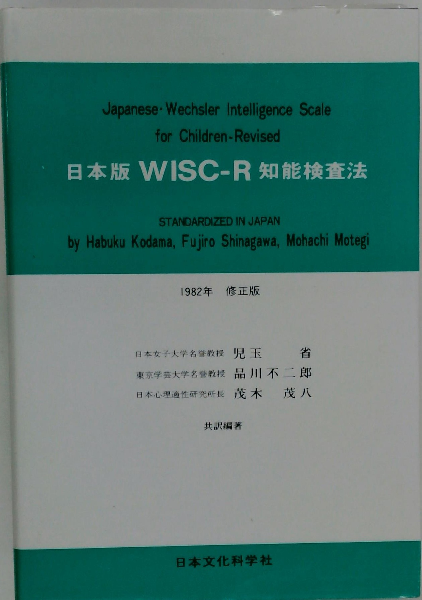 Japanese・Wechsler Intelligence Scale
for Children-Revised
日本版 WISC-R 知能検査法
STANDARDIZED IN JAPAN
by Habuku Kodama, Fujiro Shinagawa, Mohachi Motegi
1982年 修正版
日本女子大学名誉教授 児玉 省
東京学芸大学名誉教授 品川不二郎
日本心理適性研究所長 茂木 茂八
共訳編著
日本文化科学社